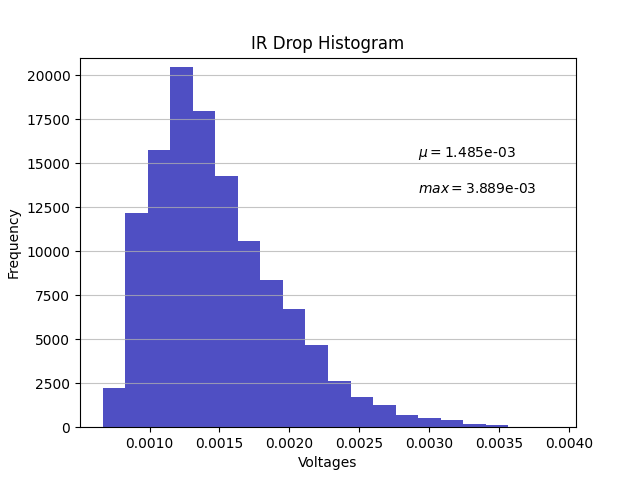 IR Drop Histogram
20000
17500
15000
12500
10000
7500
5000
2500
0
Frequency
μ = 1.485e-03
max = 3.889e-03
0.0010 0.0015 0.0020 0.0025 0.0030 0.0035 0.0040
Voltages